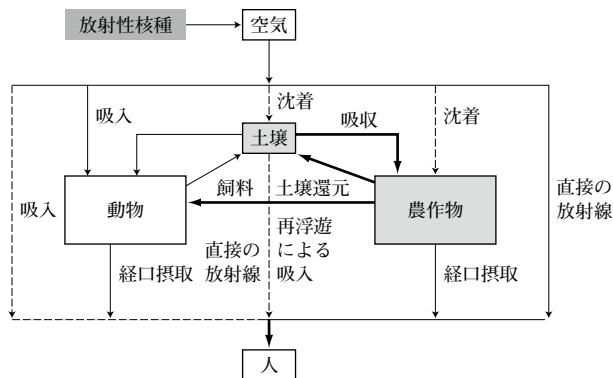 放射性核種
空気
沈着
吸入
沈着
吸収
土壌
飼料
土壌還元
直接の
放射線
吸入
動物
農作物
直接の
放射線
再浮遊
による
吸入
経口摂取
経口摂取
人